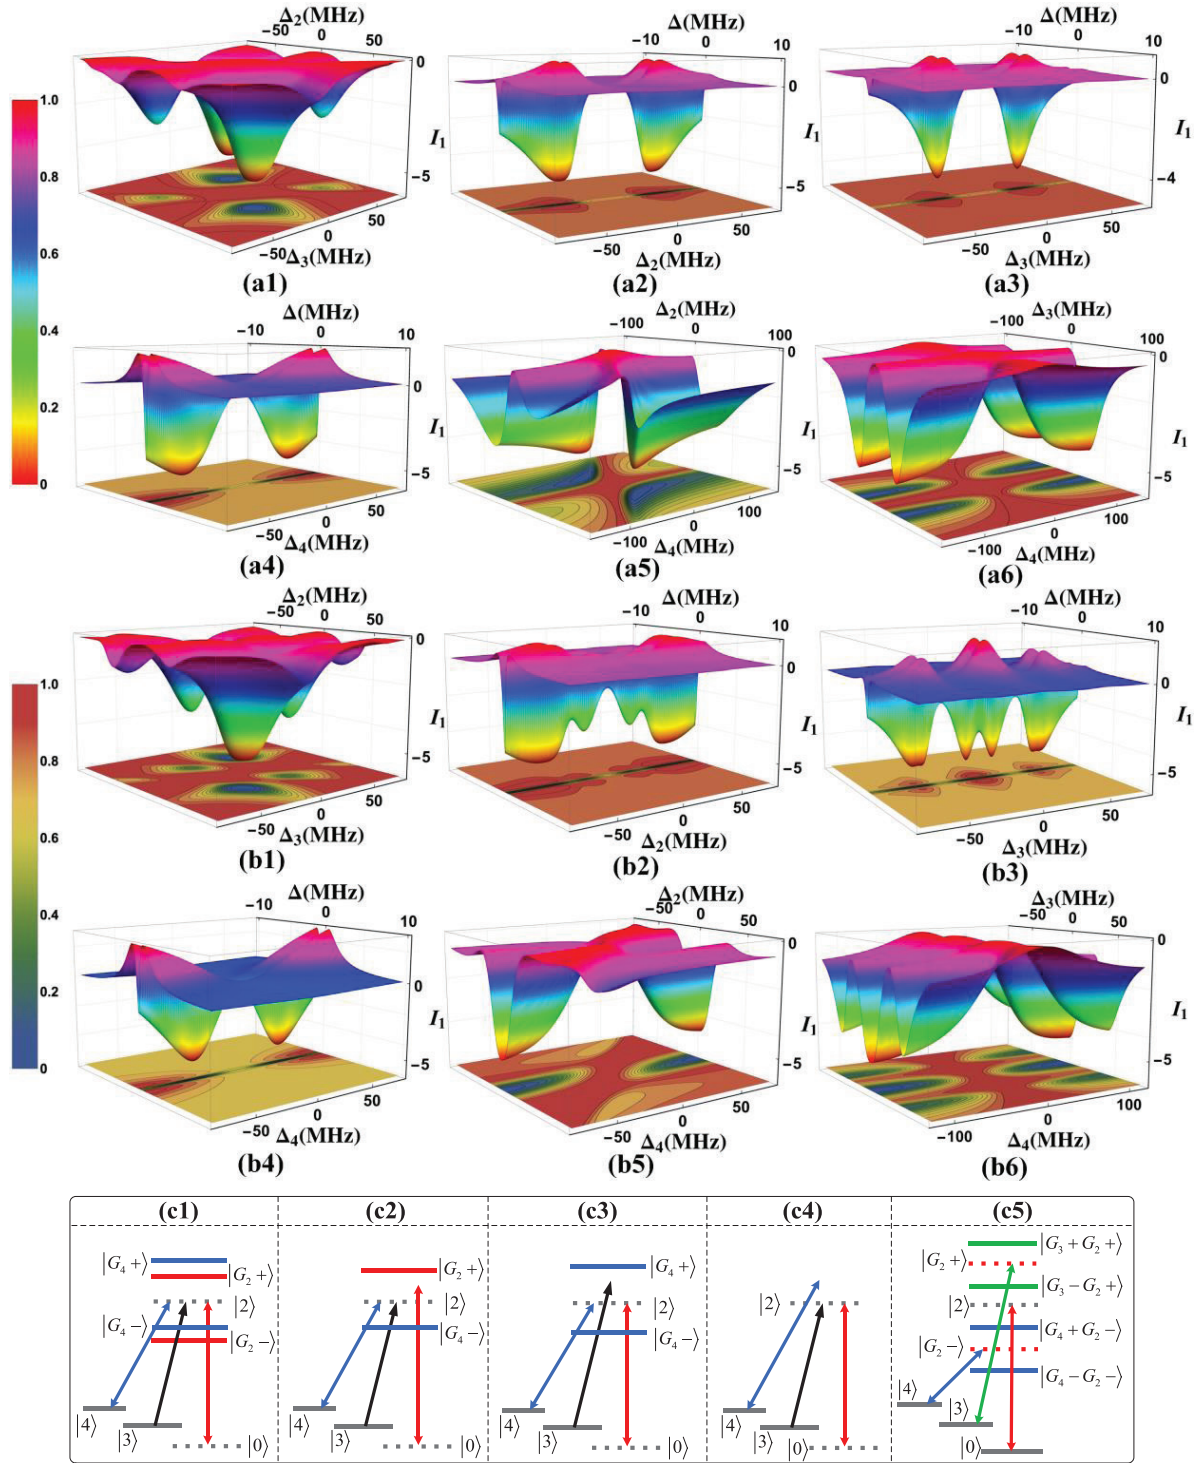 Δ₂(MHz)
−50 0 50
0
I₁
−5
−50 0 50
Δ₃(MHz)
(a1)
Δ(MHz)
−10 0 10
0
I₁
−5
−50 0 50
Δ₂(MHz)
(a2)
Δ(MHz)
−10 0 10
0
I₁
−4
−50 0 50
Δ₃(MHz)
(a3)
1.0
0.8
0.6
0.4
0.2
0
Δ(MHz)
−10 0 10
0
I₁
−5
−50 0 50
Δ₄(MHz)
(a4)
Δ₂(MHz)
−100 0 100
0
I₁
−5
−100 0 100
Δ₄(MHz)
(a5)
Δ₃(MHz)
−100 0 100
0
I₁
−5
−100 0 100
Δ₄(MHz)
(a6)
Δ₂(MHz)
−50 0 50
0
I₁
−5
−50 0 50
Δ₃(MHz)
(b1)
Δ(MHz)
−10 0 10
0
I₁
−5
−50 0 50
Δ₂(MHz)
(b2)
Δ(MHz)
−10 0 10
0
I₁
−5
−50 0 50
Δ₃(MHz)
(b3)
1.0
0.8
0.6
0.4
0.2
0
Δ(MHz)
−10 0 10
0
I₁
−5
−50 0 50
Δ₄(MHz)
(b4)
Δ₂(MHz)
−50 0 50
0
I₁
−5
−50 0 50
Δ₄(MHz)
(b5)
Δ₃(MHz)
−50 0 50
0
I₁
−5
−100 0 100
Δ₄(MHz)
(b6)
(c1)
|G₄+⟩
|G₂+⟩
|2⟩
|G₄−⟩
|G₂−⟩
|4⟩
|3⟩
|0⟩
(c2)
|G₂+⟩
|2⟩
|G₄−⟩
|4⟩
|3⟩
|0⟩
(c3)
|G₄+⟩
|2⟩
|G₄−⟩
|4⟩
|3⟩
|0⟩
(c4)
|2⟩
|4⟩
|3⟩
|0⟩
(c5)
|G₃+G₂+⟩
|G₂+⟩
|G₃−G₂+⟩
|2⟩
|G₄+G₂−⟩
|G₂−⟩
|G₄−G₂−⟩
|4⟩
|3⟩
|0⟩